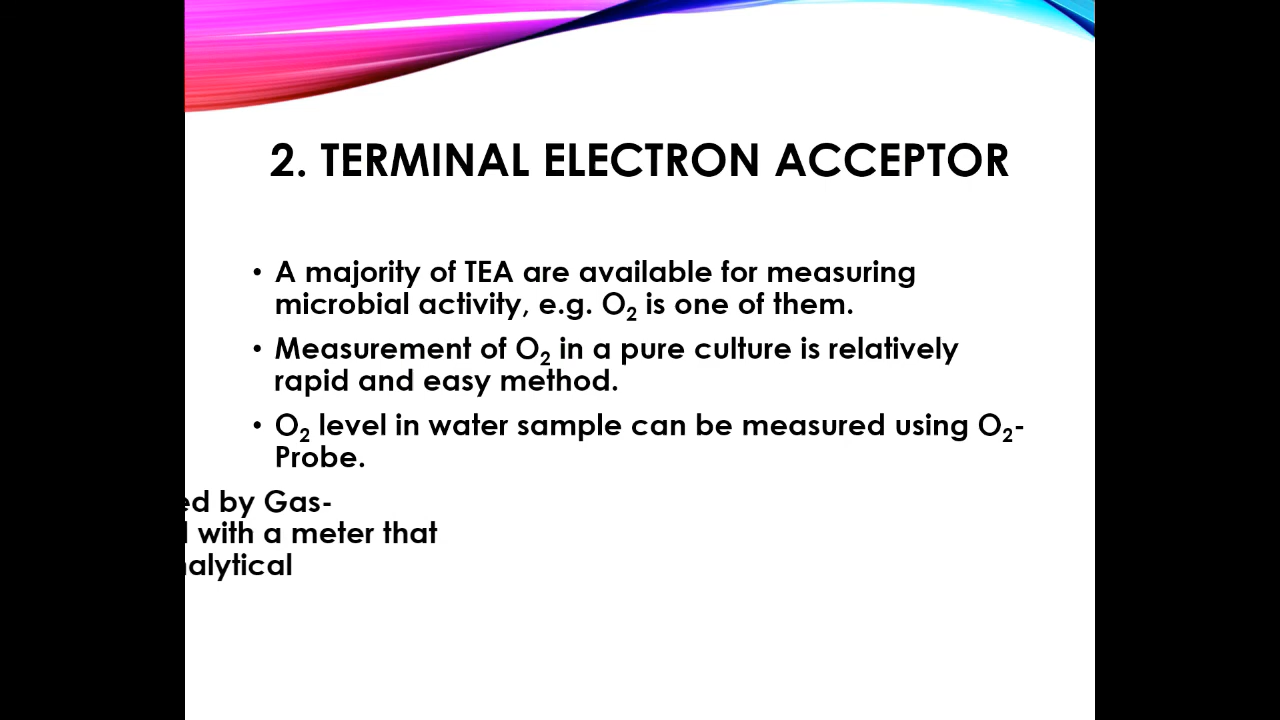 2. TERMINAL ELECTRON ACCEPTOR
• A majority of TEA are available for measuring
microbial activity, e.g. O₂ is one of them.
• Measurement of O₂ in a pure culture is relatively
rapid and easy method.
• O₂ level in water sample can be measured using O₂-
Probe.
by Gas-
with a meter that